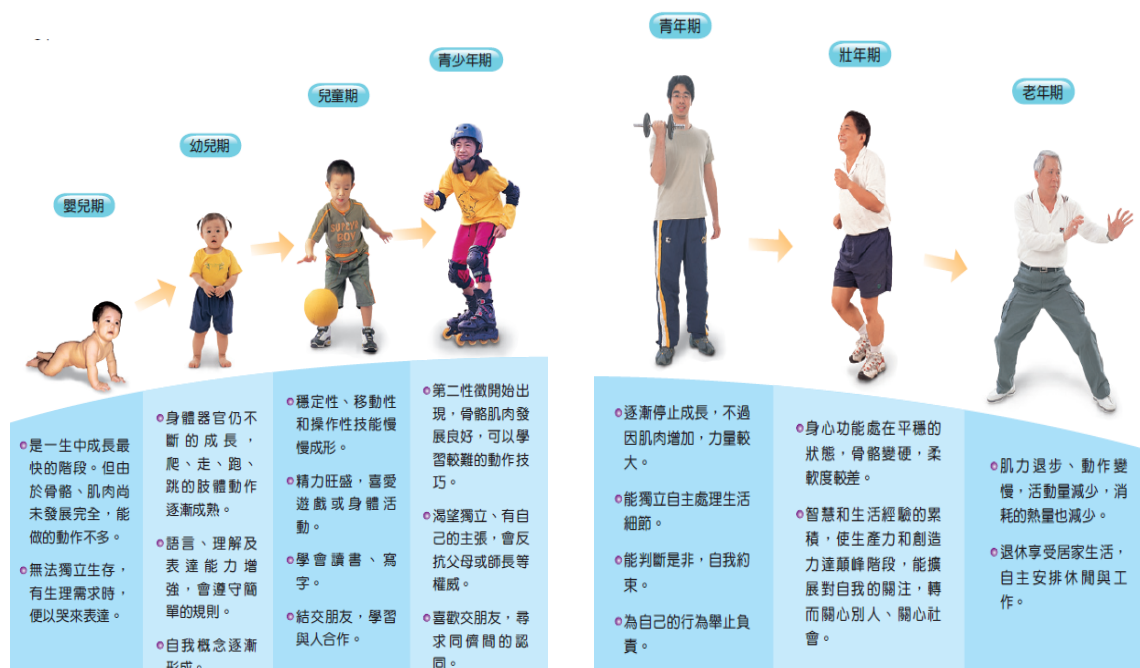 嬰兒期
是一生中成長最
快的階段。但由
於骨骼、肌肉尚
未發展完全,能
做的動作不多。
無法獨立生存,
有生理需求時,
便以哭來表達。
幼兒期
身體器官仍不
斷的成長,
爬、走、跑、
跳的肢體動作
逐漸成熟。
語言、理解及
表達能力增
強,會遵守簡
單的規則。
自我概念逐漸
形成。
兒童期
穩定性、移動性
和操作性技能慢
慢成形。
精力旺盛,喜愛
遊戲或身體活
動。
學會讀書、寫
字。
結交朋友,學習
與人合作。
青少年期
第二性徵開始出
現,骨骼肌肉發
展良好,可以學
習較難的動作技
巧。
渴望獨立、有自
己的主張,會反
抗父母或師長等
權威。
喜歡交朋友,尋
求同儕間的認
同。
青年期
逐漸停止成長,不過
因肌肉增加,力量較
大。
能獨立自主處理生活
細節。
能判斷是非,自我約
束。
為自己的行為舉止負
責。
壯年期
身心功能處在平穩的
狀態,骨骼變硬,柔
軟度較差。
智慧和生活經驗的累
積,使生產力和創造
力達顛峰階段,能擴
展對自我的關注,轉
而關心別人、關心社
會。
老年期
肌力退步、動作變
慢,活動量減少,消
耗的熱量也減少。
退休享受居家生活,
自主安排休閒與工
作。